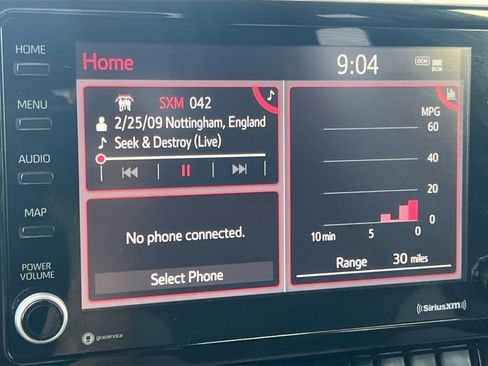 HOME
MENU
AUDIO
MAP
POWER
VOLUME
Home
9:04
DCM
DCM
SXM 042
2/25/09 Nottingham, England
Seek & Destroy (Live)
No phone connected.
Select Phone
MPG
60
40
20
0
10 min 5 0
Range 30 miles
gracenote
SiriusXM